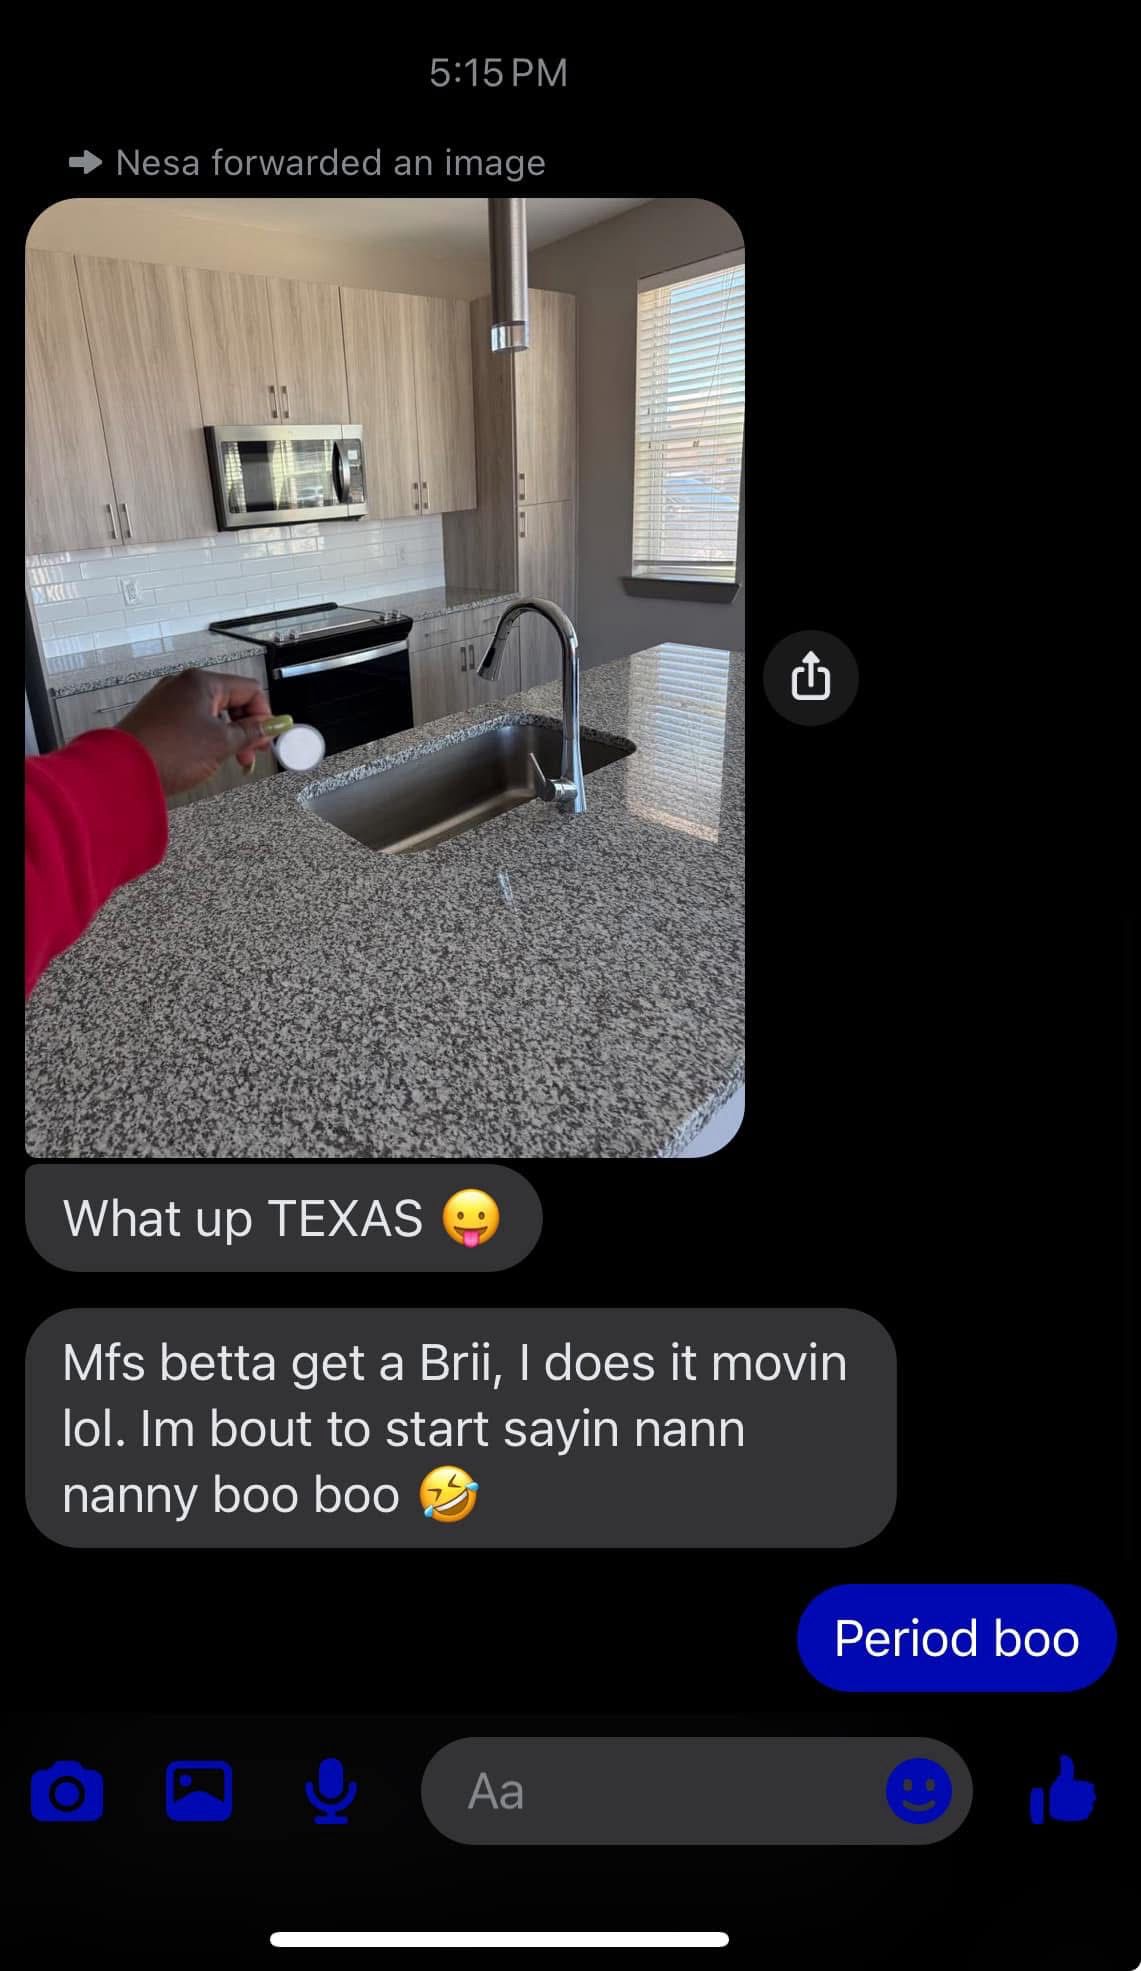 5:15 PM
Nesa forwarded an image
What up TEXAS 😛
Mfs betta get a Brii, I does it movin
lol. Im bout to start sayin nann
nanny boo boo 🤣
Period boo
Aa